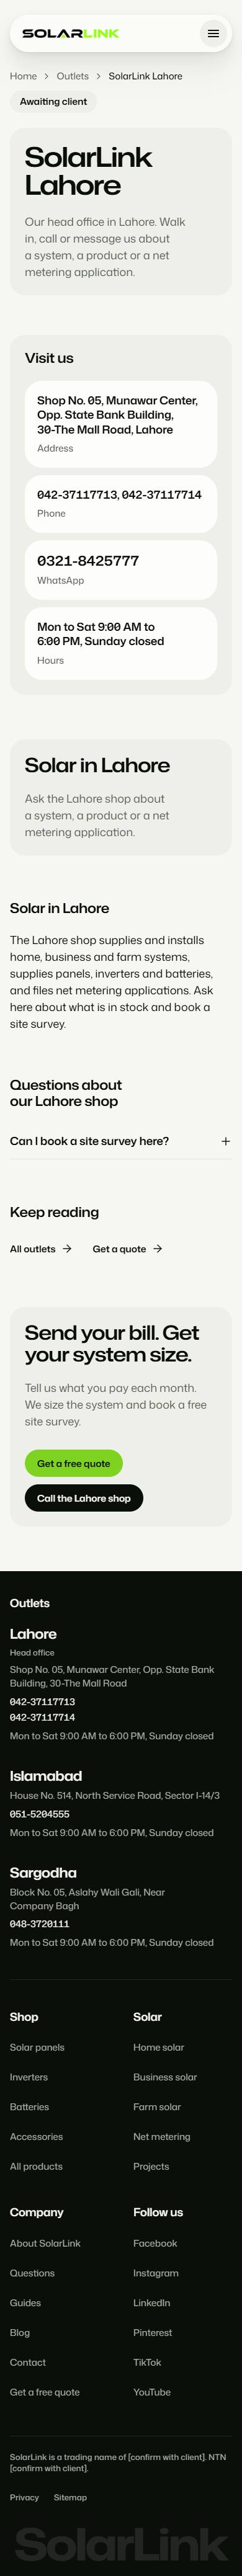 SOLARLINK
Home > Outlets > SolarLink Lahore
Awaiting client
SolarLink
Lahore
Our head office in Lahore. Walk
in, call or message us about
a system, a product or a net
metering application.
Visit us
Shop No. 05, Munawar Center,
Opp. State Bank Building,
30-The Mall Road, Lahore
Address
042-37117713, 042-37117714
Phone
0321-8425777
WhatsApp
Mon to Sat 9:00 AM to
6:00 PM, Sunday closed
Hours
Solar in Lahore
Ask the Lahore shop about
a system, a product or a net
metering application.
Solar in Lahore
The Lahore shop supplies and installs
home, business and farm systems,
supplies panels, inverters and batteries,
and files net metering applications. Ask
here about what is in stock and book a
site survey.
Questions about
our Lahore shop
Can I book a site survey here?
Keep reading
All outlets → Get a quote →
Send your bill. Get
your system size.
Tell us what you pay each month.
We size the system and book a free
site survey.
Get a free quote
Call the Lahore shop
Outlets
Lahore
Head office
Shop No. 05, Munawar Center, Opp. State Bank
Building, 30-The Mall Road
042-37117713
042-37117714
Mon to Sat 9:00 AM to 6:00 PM, Sunday closed
Islamabad
House No. 514, North Service Road, Sector I-14/3
051-5204555
Mon to Sat 9:00 AM to 6:00 PM, Sunday closed
Sargodha
Block No. 05, Aslahy Wali Gali, Near
Company Bagh
048-3720111
Mon to Sat 9:00 AM to 6:00 PM, Sunday closed
Shop
Solar panels
Inverters
Batteries
Accessories
All products
Solar
Home solar
Business solar
Farm solar
Net metering
Projects
Company
About SolarLink
Questions
Guides
Blog
Contact
Get a free quote
Follow us
Facebook
Instagram
LinkedIn
Pinterest
TikTok
YouTube
SolarLink is a trading name of [confirm with client]. NTN
[confirm with client].
Privacy Sitemap
SolarLink